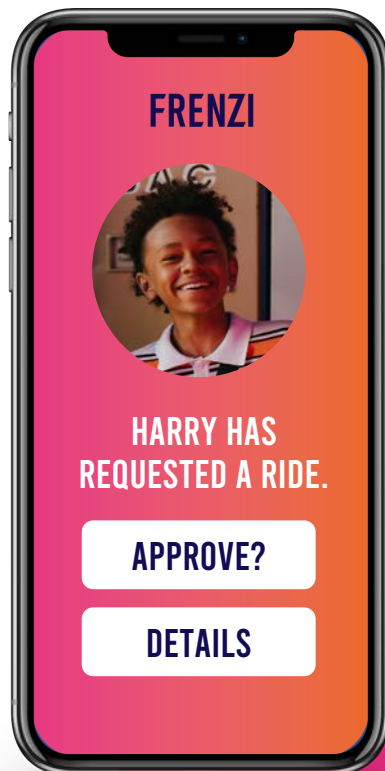 FRENZI
HARRY HAS
REQUESTED A RIDE.
APPROVE?
DETAILS